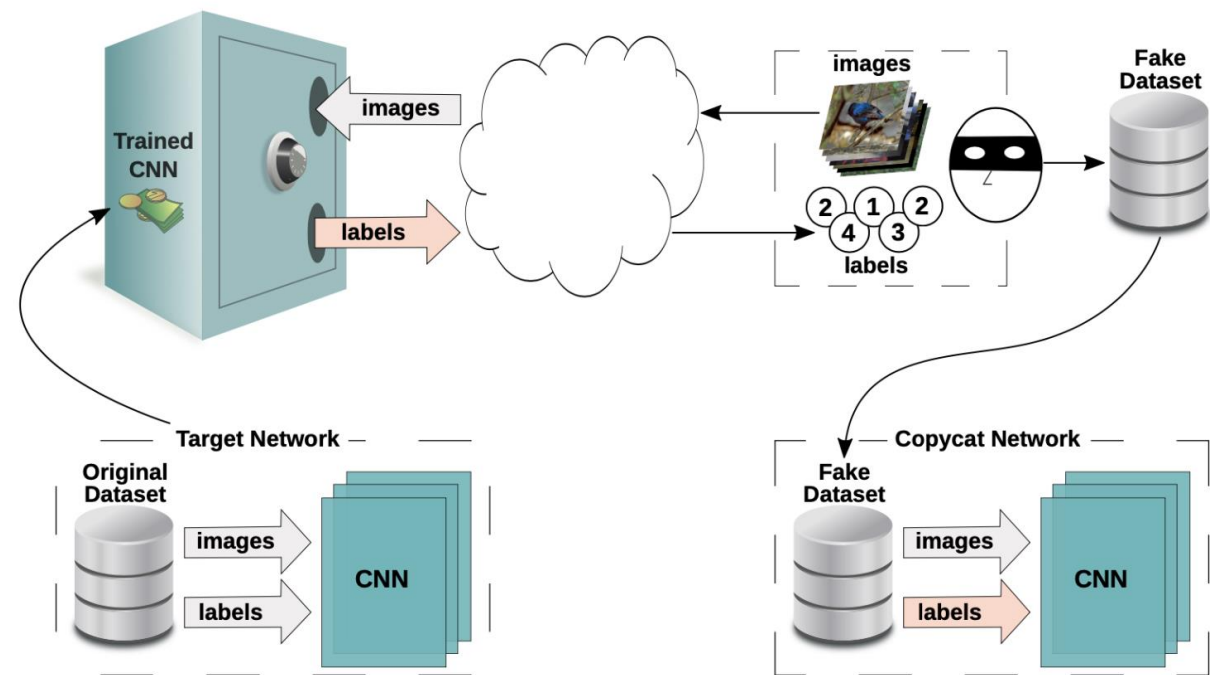 images
Fake
Dataset
Trained
CNN
images
labels
2 1 2
4 3
labels
Target Network
Original
Dataset
images
labels
CNN
Copycat Network
Fake
Dataset
images
labels
CNN